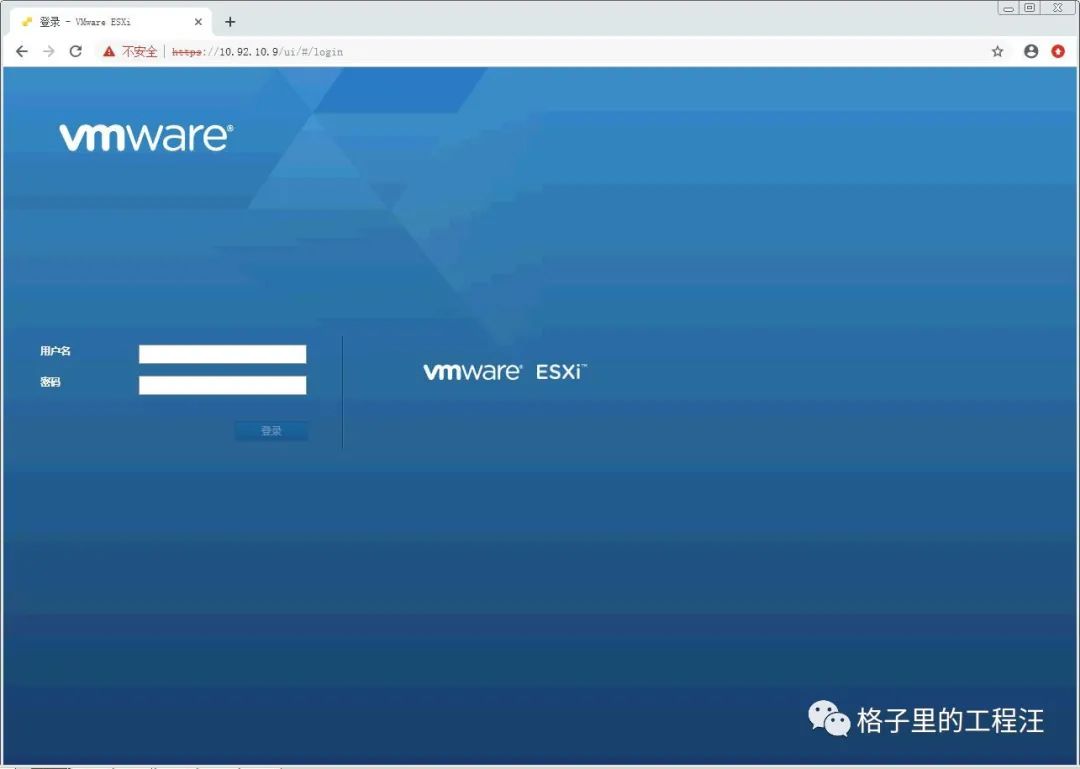 登录 - VMware ESXi
不安全 https://10.92.10.9/ui/#/login
vmware®
用户名
密码
登录
vmware® ESXi™
格子里的工程汪